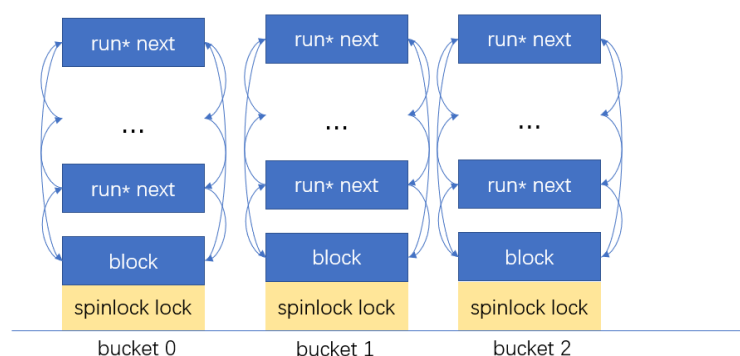 run* next run* next run* next
... ... ...
run* next run* next run* next
block block block
spinlock lock spinlock lock spinlock lock
bucket 0 bucket 1 bucket 2